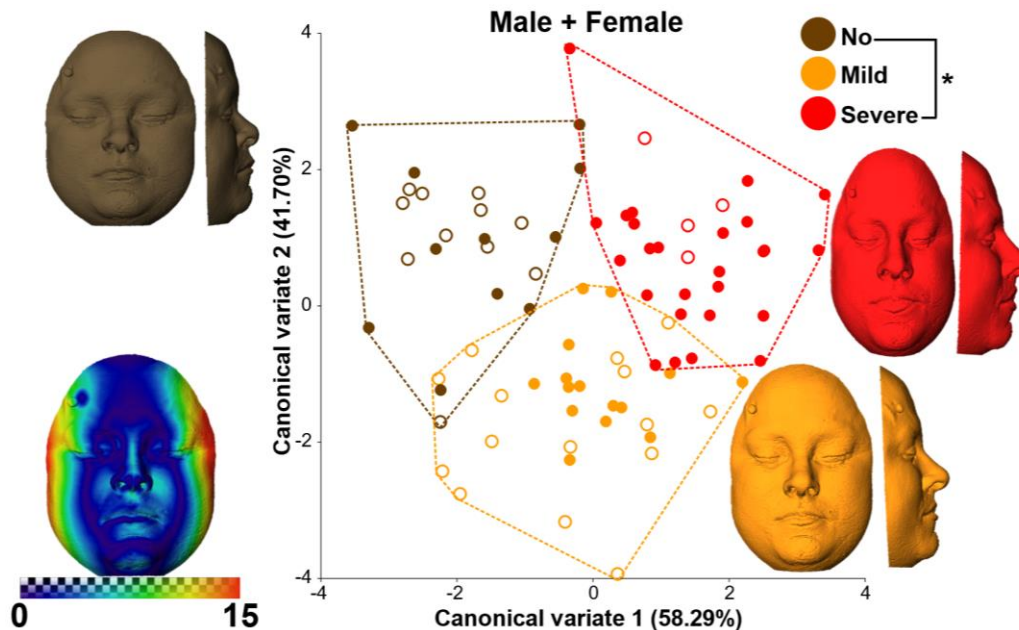 Male + Female
No
Mild
Severe
*
Canonical variate 2 (41.70%)
4
2
0
-2
-4
-4
-2
0
2
4
Canonical variate 1 (58.29%)
0
15